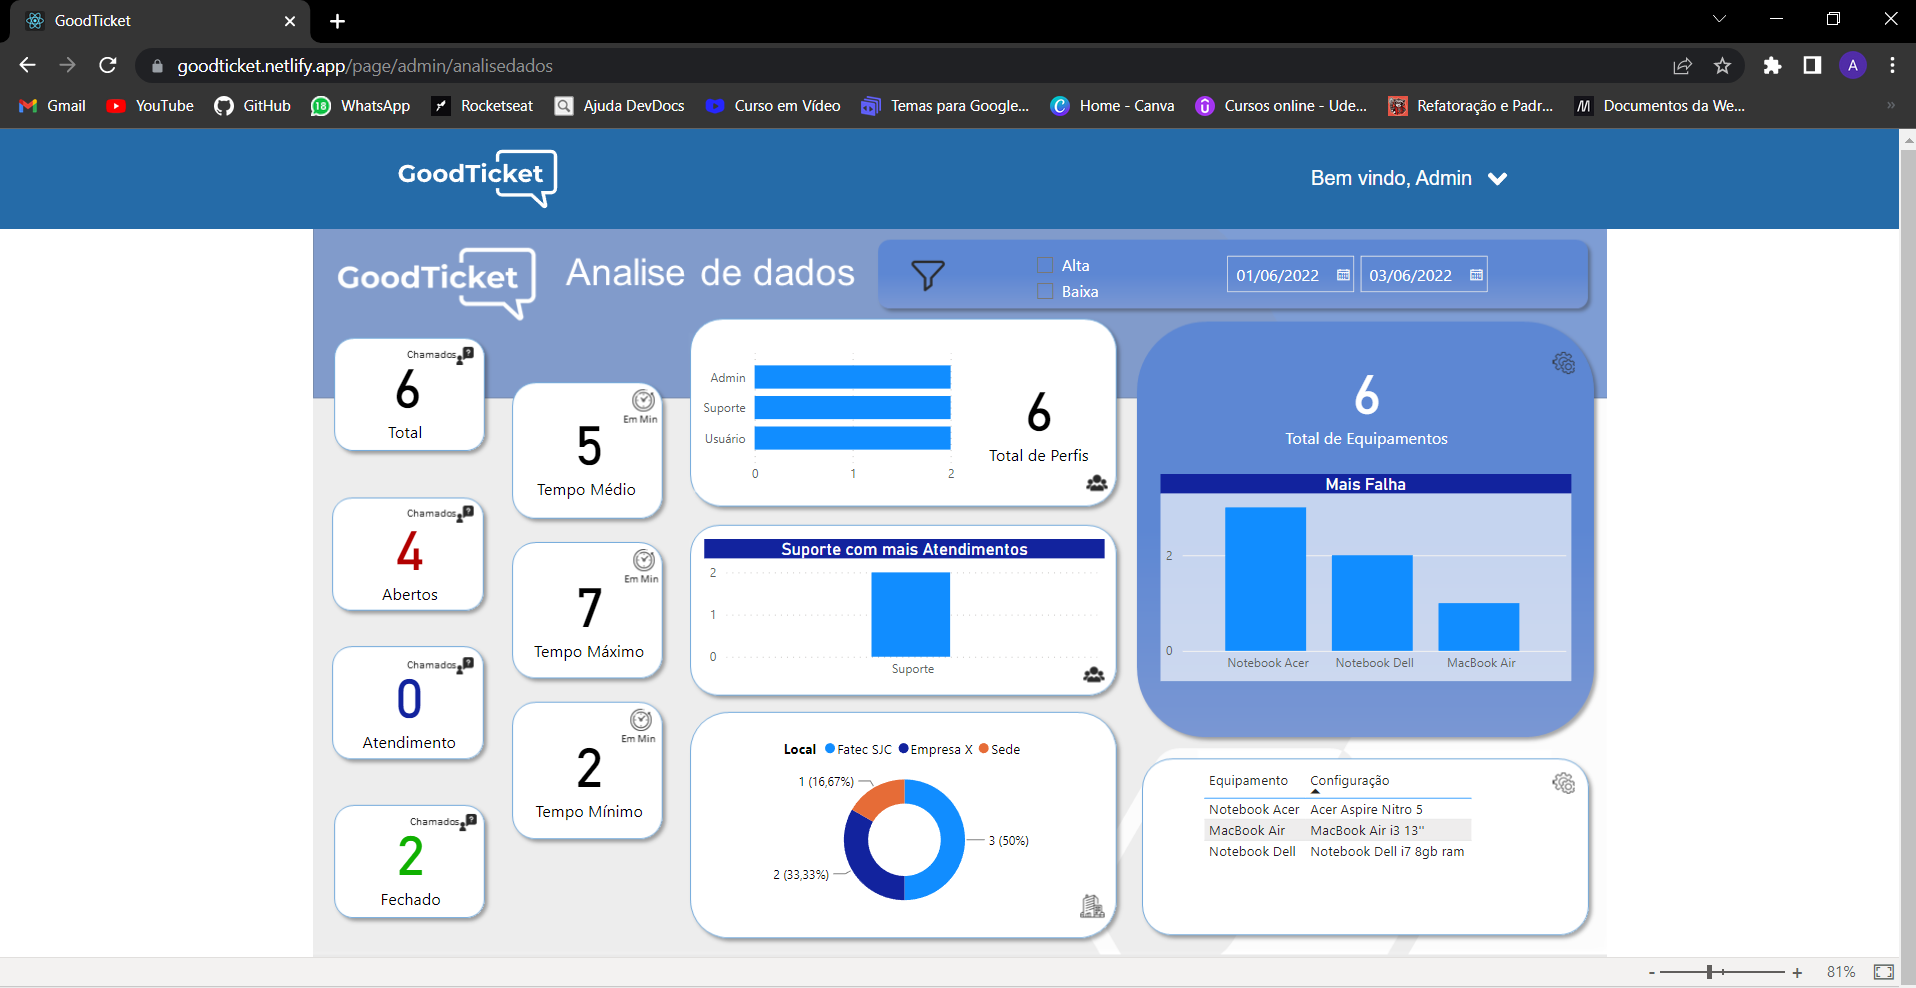 GoodTicket
goodticket.netlify.app/page/admin/analisedados
A
Gmail
YouTube
GitHub
18
WhatsApp
Rocketseat
Ajuda DevDocs
Curso em Vídeo
Temas para Google...
Home - Canva
Cursos online - Ude...
Refatoração e Padr...
Documentos da We...
GoodTicket
Bem vindo, Admin
GoodTicket
Analise de dados
Alta
Baixa
01/06/2022
03/06/2022
Chamados
6
Total
Chamados
4
Abertos
Chamados
0
Atendimento
Chamados
2
Fechado
Em Min
5
Tempo Médio
Em Min
7
Tempo Máximo
Em Min
2
Tempo Mínimo
Admin
Suporte
Usuário
0 1 2
6
Total de Perfis
Suporte com mais Atendimentos
2
1
0
Suporte
Local Fatec SJC Empresa X Sede
1 (16,67%)
3 (50%)
2 (33,33%)
6
Total de Equipamentos
Mais Falha
2
0
Notebook Acer Notebook Dell MacBook Air
Equipamento Configuração
Notebook Acer Acer Aspire Nitro 5
MacBook Air MacBook Air i3 13''
Notebook Dell Notebook Dell i7 8gb ram
- + 81%